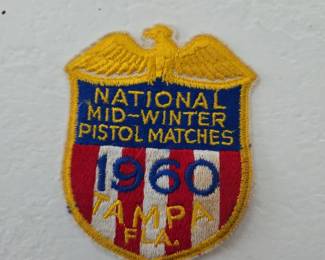 NATIONAL
MID-WINTER
PISTOL MATCHES
1960
TAMPA
FLA.